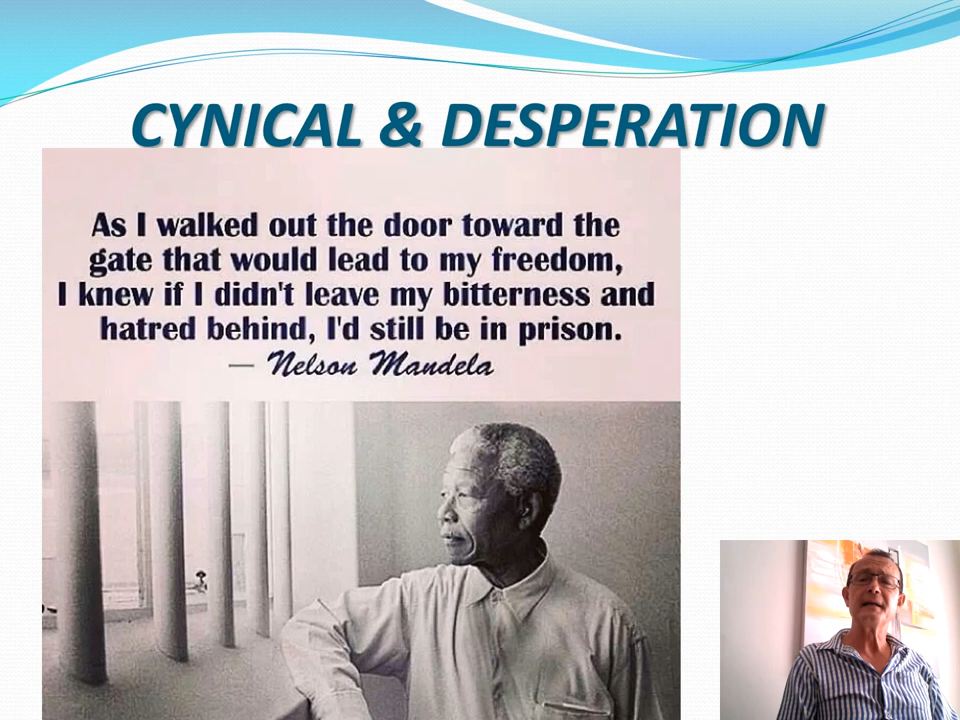 CYNICAL & DESPERATION
As I walked out the door toward the
gate that would lead to my freedom,
I knew if I didn't leave my bitterness and
hatred behind, I'd still be in prison.
— Nelson Mandela